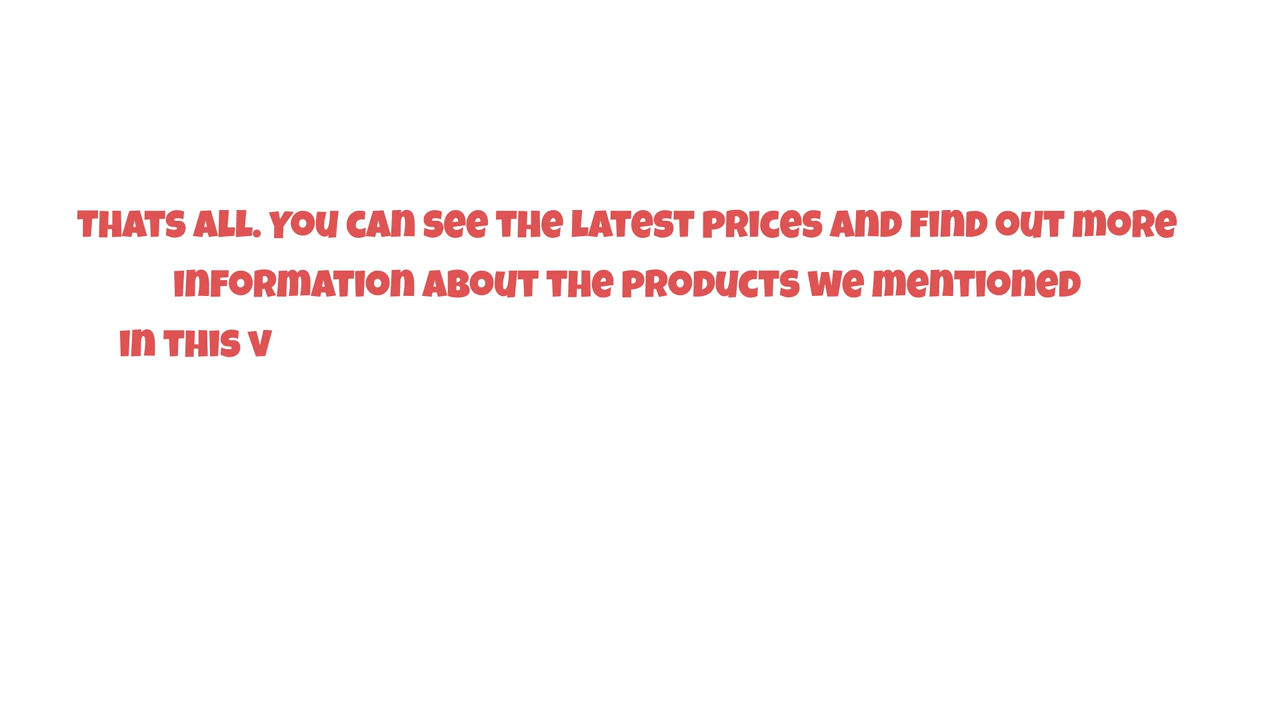 THATS ALL. YOU CAN SEE THE LATEST PRICES AND FIND OUT MORE
INFORMATION ABOUT THE PRODUCTS WE MENTIONED
IN THIS V